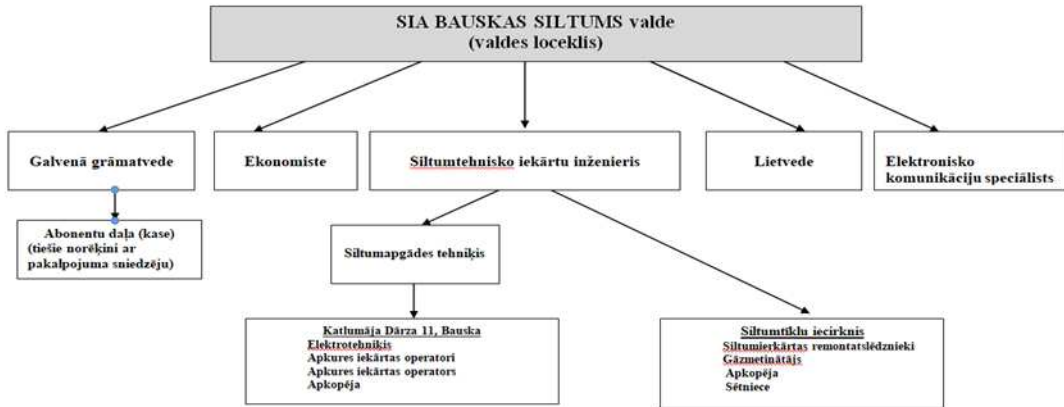 SIA BAUSKAS SILTUMS valde
(valdes loceklis)
Galvenā grāmatvede
Ekonomiste
Siltumtehnisko iekārtu inženieris
Lietvede
Elektronisko
komunikāciju speciālists
Abonentu daļa (kase)
(tiešie norēķini ar
pakalpojuma sniedzēju)
Siltumapgādes tehniķis
Katlumāja Dārza 11, Bauska
Elektrotehniķis
Apkures iekārtas operatori
Apkures iekārtas operators
Apkopēja
Siltumtīklu iecirknis
Siltumierkārtas remontatslēdznieki
Gāzmetinātājs
Apkopēja
Sētniece